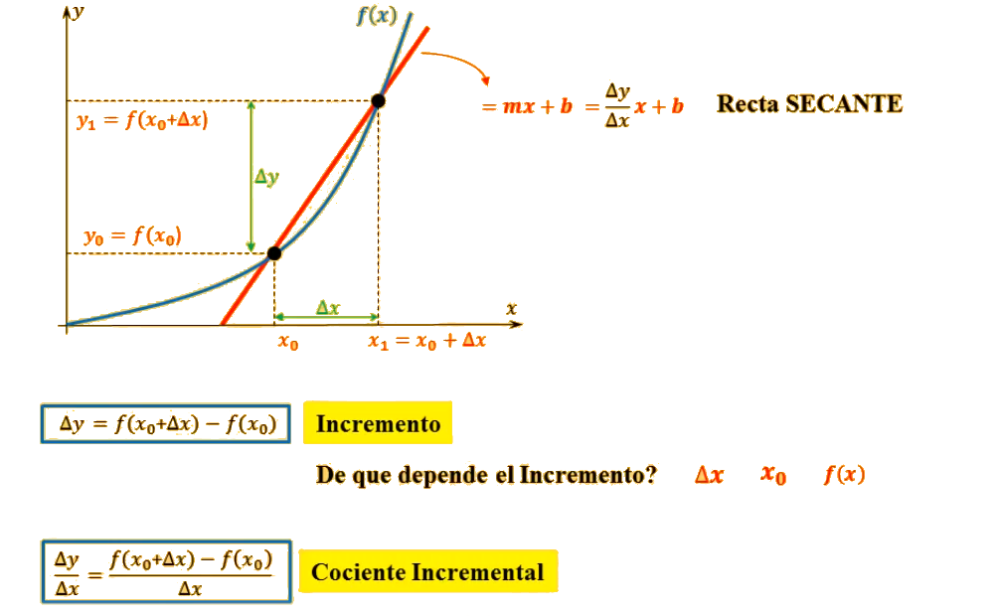 y
f(x)
y₁ = f(x₀+Δx)
= mx + b = Δy/Δx x + b Recta SECANTE
Δy
y₀ = f(x₀)
Δx
x
x₀
x₁ = x₀ + Δx
Δy = f(x₀+Δx) − f(x₀) Incremento
De que depende el Incremento? Δx x₀ f(x)
Δy/Δx = f(x₀+Δx) − f(x₀)/Δx Cociente Incremental